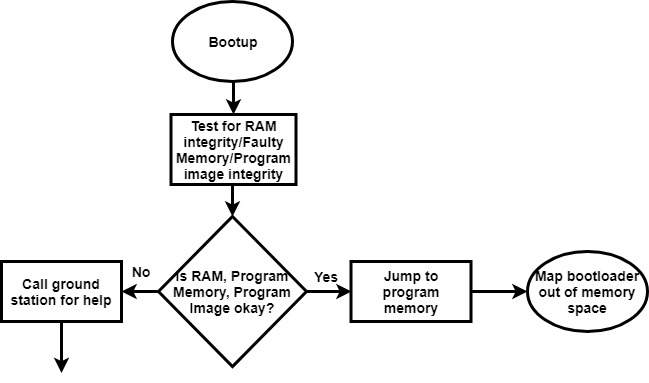 Bootup
Test for RAM
integrity/Faulty
Memory/Program
image integrity
No
Is RAM, Program
Memory, Program
Image okay?
Yes
Call ground
station for help
Jump to
program
memory
Map bootloader
out of memory
space